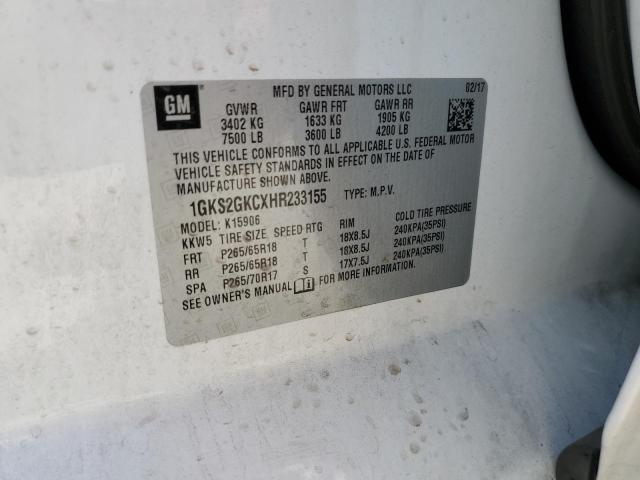 GM
MFD BY GENERAL MOTORS LLC 02/17
GVWR GAWR FRT GAWR RR
3402 KG 1633 KG 1905 KG
7500 LB 3600 LB 4200 LB
THIS VEHICLE CONFORMS TO ALL APPLICABLE U.S. FEDERAL MOTOR
VEHICLE SAFETY STANDARDS IN EFFECT ON THE DATE OF
MANUFACTURE SHOWN ABOVE.
1GKS2GKCXHR233155 TYPE: M.P.V.
MODEL: K15906
KKW5 TIRE SIZE SPEED RTG RIM COLD TIRE PRESSURE
FRT P265/65R18 T 18X8.5J 240KPA(35PSI)
RR P265/65R18 T 18X8.5J 240KPA(35PSI)
SPA P265/70R17 S 17X7.5J 240KPA(35PSI)
SEE OWNER'S MANUAL FOR MORE INFORMATION.